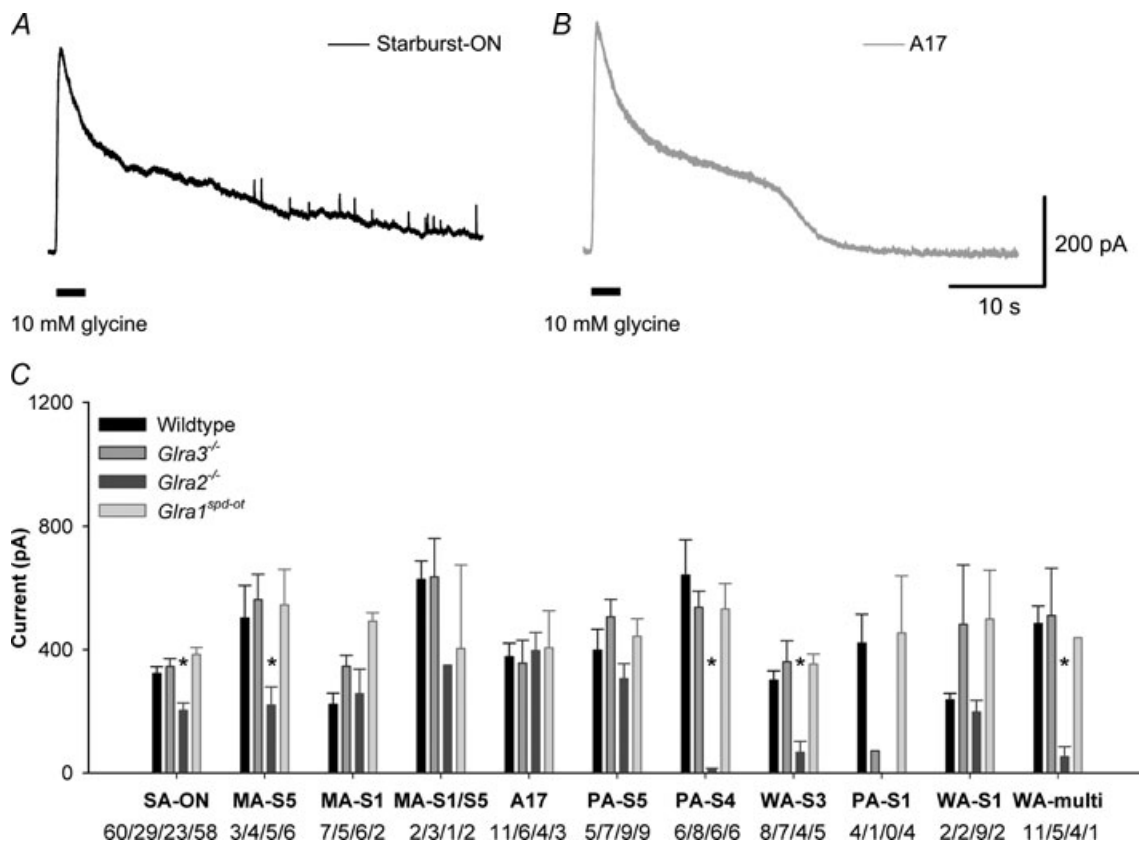 A
Starburst-ON
10 mM glycine
B
A17
200 pA
10 s
10 mM glycine
C
Wildtype
Glra3-/-
Glra2-/-
Glra1spd-ot
Current (pA)
1200
800
400
0
* * * * *
SA-ON MA-S5 MA-S1 MA-S1/S5 A17 PA-S5 PA-S4 WA-S3 PA-S1 WA-S1 WA-multi
60/29/23/58 3/4/5/6 7/5/6/2 2/3/1/2 11/6/4/3 5/7/9/9 6/8/6/6 8/7/4/5 4/1/0/4 2/2/9/2 11/5/4/1